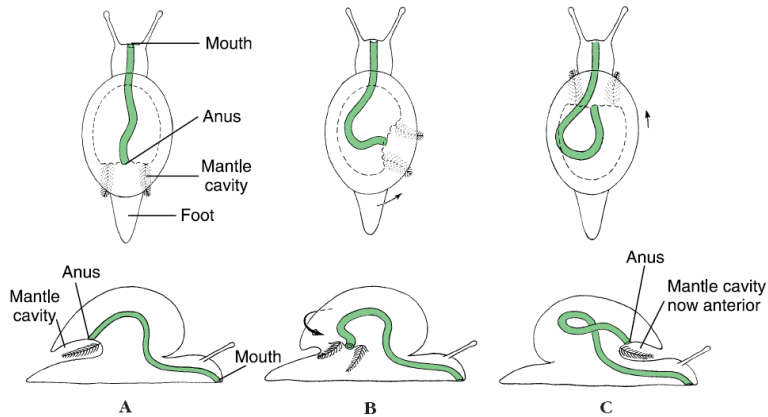 Mouth
Anus
Mantle
cavity
Foot
Anus
Mantle
cavity
Mouth
Anus
Mantle cavity
now anterior
A
B
C